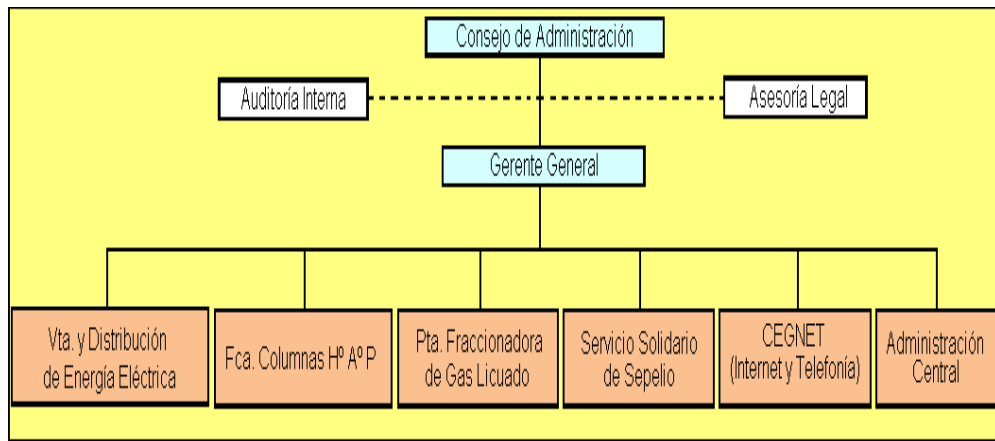 Consejo de Administración
Auditoría Interna
Asesoría Legal
Gerente General
Vta. y Distribución
de Energía Eléctrica
Fca. Columnas Hº Aº P
Pta. Fraccionadora
de Gas Licuado
Servicio Solidario
de Sepelio
CEGNET
(Internet y Telefonía)
Administración
Central